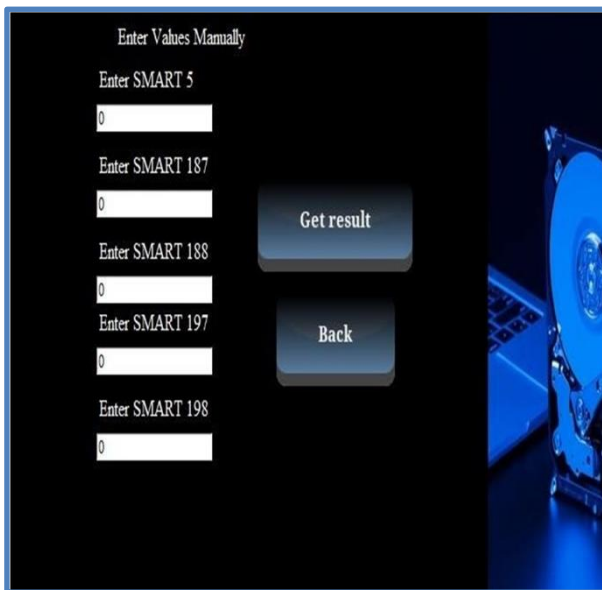 Enter Values Manually
Enter SMART 5
0
Enter SMART 187
0
Get result
Enter SMART 188
0
Enter SMART 197
Back
0
Enter SMART 198
0